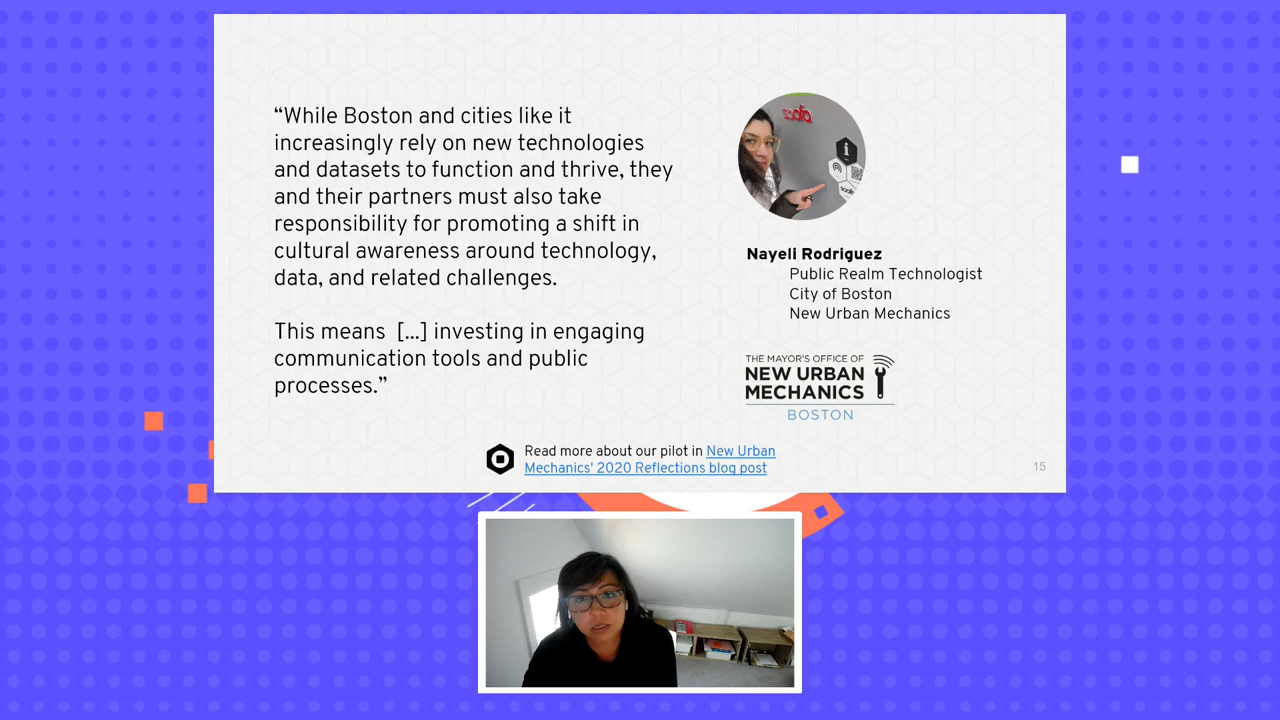 “While Boston and cities like it
increasingly rely on new technologies
and datasets to function and thrive, they
and their partners must also take
responsibility for promoting a shift in
cultural awareness around technology,
data, and related challenges.
This means [...] investing in engaging
communication tools and public
processes.”
Nayeli Rodriguez
Public Realm Technologist
City of Boston
New Urban Mechanics
THE MAYOR'S OFFICE OF
NEW URBAN
MECHANICS
BOSTON
Read more about our pilot in New Urban
Mechanics' 2020 Reflections blog post
15